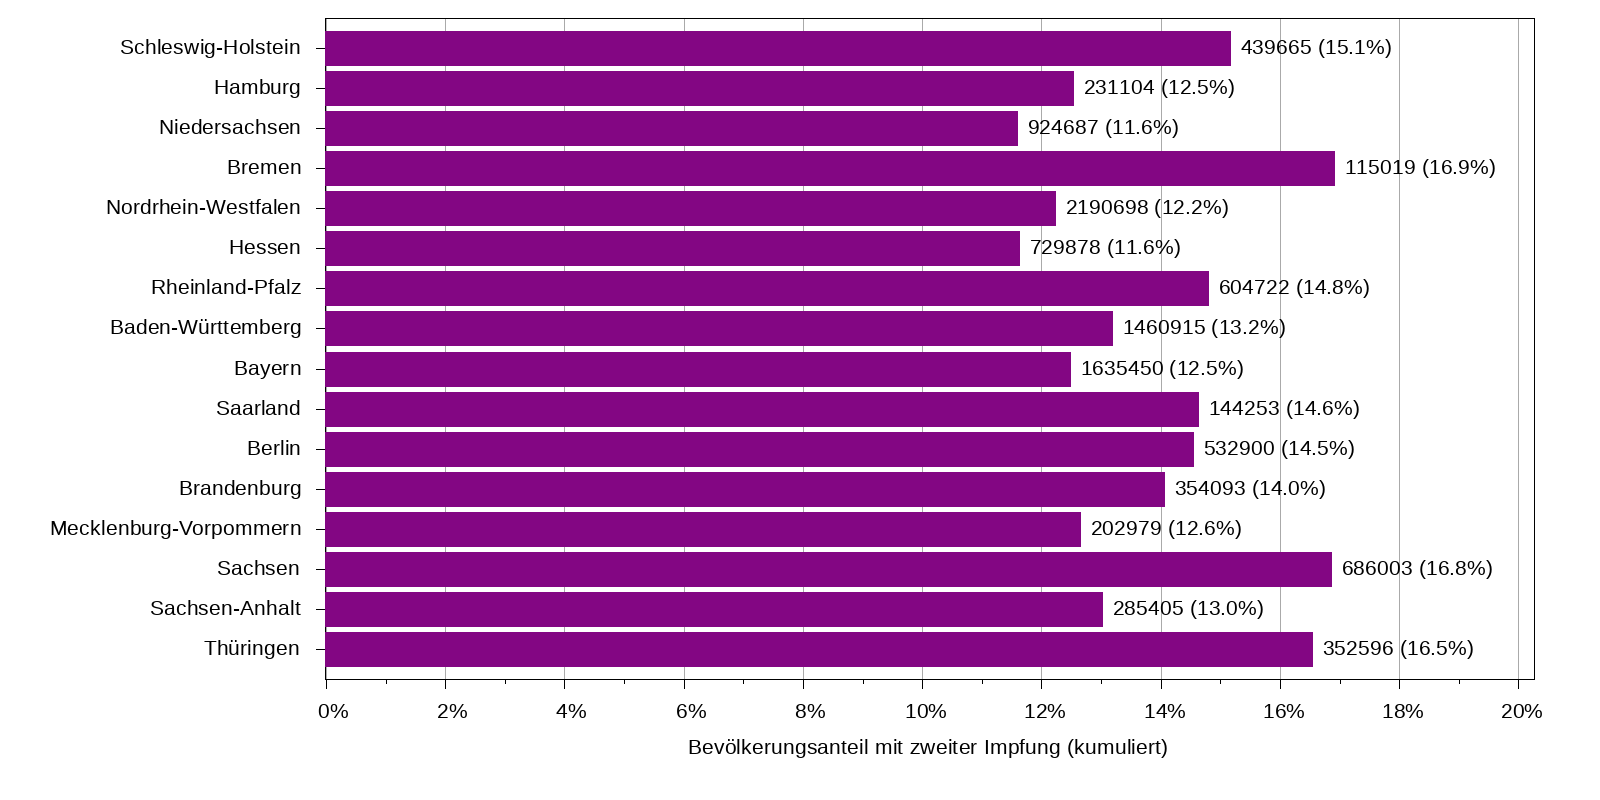 Schleswig-Holstein 439665 (15.1%)
Hamburg 231104 (12.5%)
Niedersachsen 924687 (11.6%)
Bremen 115019 (16.9%)
Nordrhein-Westfalen 2190698 (12.2%)
Hessen 729878 (11.6%)
Rheinland-Pfalz 604722 (14.8%)
Baden-Württemberg 1460915 (13.2%)
Bayern 1635450 (12.5%)
Saarland 144253 (14.6%)
Berlin 532900 (14.5%)
Brandenburg 354093 (14.0%)
Mecklenburg-Vorpommern 202979 (12.6%)
Sachsen 686003 (16.8%)
Sachsen-Anhalt 285405 (13.0%)
Thüringen 352596 (16.5%)
0% 2% 4% 6% 8% 10% 12% 14% 16% 18% 20%
Bevölkerungsanteil mit zweiter Impfung (kumuliert)